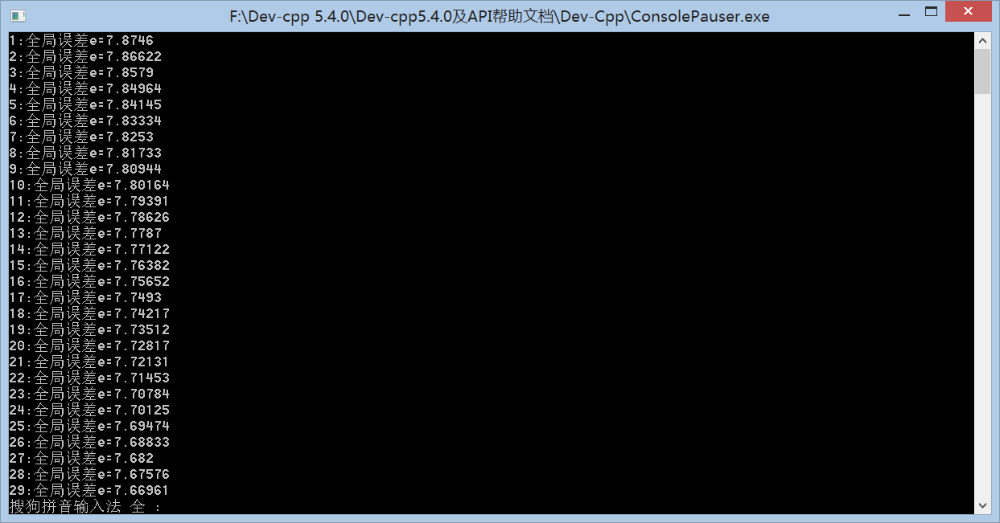 F:\Dev-cpp 5.4.0\Dev-cpp5.4.0及API帮助文档\Dev-Cpp\ConsolePauser.exe
1:全局误差e=7.8746
2:全局误差e=7.86622
3:全局误差e=7.8579
4:全局误差e=7.84964
5:全局误差e=7.84145
6:全局误差e=7.83334
7:全局误差e=7.8253
8:全局误差e=7.81733
9:全局误差e=7.80944
10:全局误差e=7.80164
11:全局误差e=7.79391
12:全局误差e=7.78626
13:全局误差e=7.7787
14:全局误差e=7.77122
15:全局误差e=7.76382
16:全局误差e=7.75652
17:全局误差e=7.7493
18:全局误差e=7.74217
19:全局误差e=7.73512
20:全局误差e=7.72817
21:全局误差e=7.72131
22:全局误差e=7.71453
23:全局误差e=7.70784
24:全局误差e=7.70125
25:全局误差e=7.69474
26:全局误差e=7.68833
27:全局误差e=7.682
28:全局误差e=7.67576
29:全局误差e=7.66961
搜狗拼音输入法 全 :